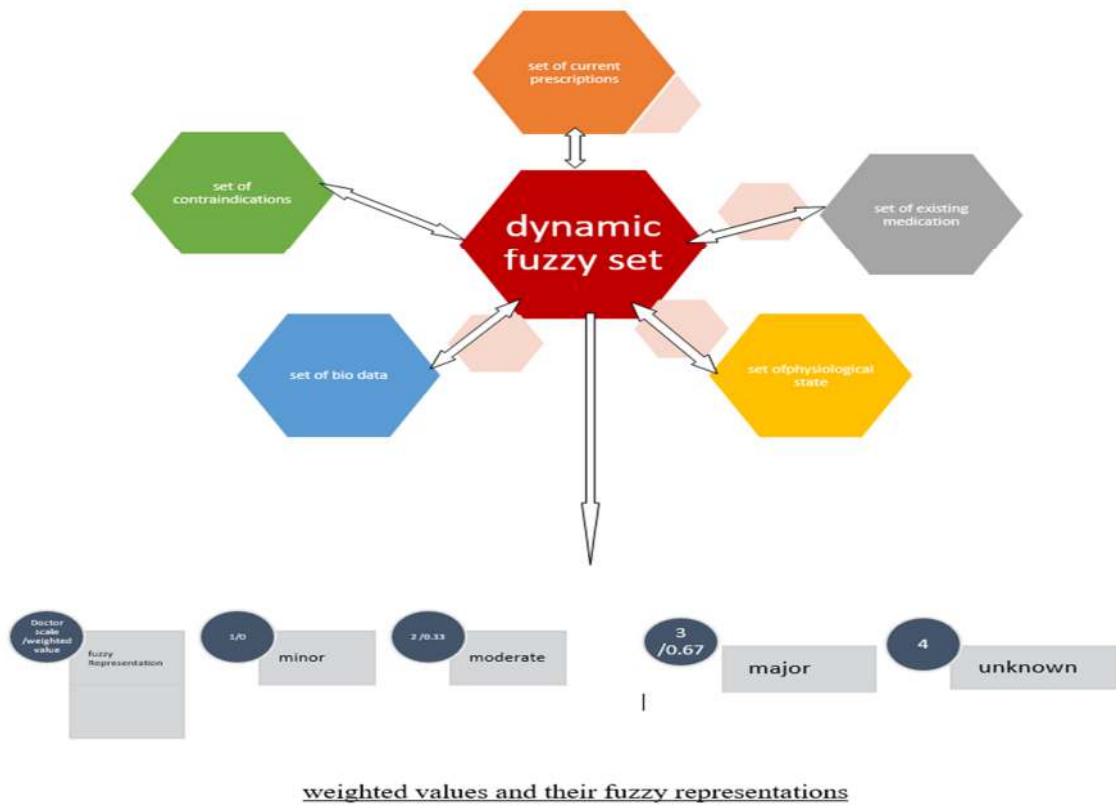 set of current
prescriptions
set of
contraindications
dynamic
fuzzy set
set of existing
medication
set of bio data
set ofphysiological
state
Doctor
scale
/weighted
value
fuzzy
Representation
1/0
minor
2 /0.33
moderate
3
/0.67
major
4
unknown
weighted values and their fuzzy representations